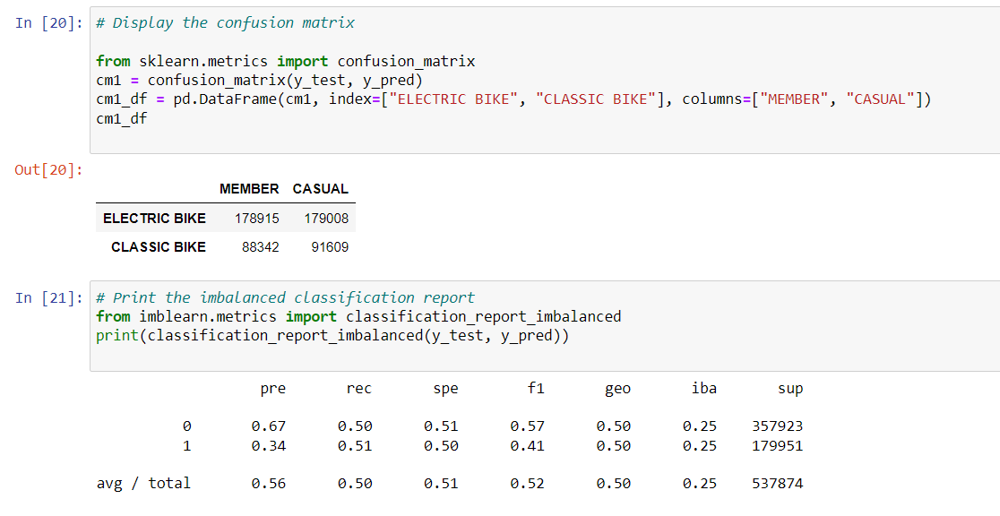 In [20]: # Display the confusion matrix
from sklearn.metrics import confusion_matrix
cm1 = confusion_matrix(y_test, y_pred)
cm1_df = pd.DataFrame(cm1, index=["ELECTRIC BIKE", "CLASSIC BIKE"], columns=["MEMBER", "CASUAL"])
cm1_df
Out[20]:
MEMBER CASUAL
ELECTRIC BIKE 178915 179008
CLASSIC BIKE 88342 91609
In [21]: # Print the imbalanced classification report
from imblearn.metrics import classification_report_imbalanced
print(classification_report_imbalanced(y_test, y_pred))
pre rec spe f1 geo iba sup
0 0.67 0.50 0.51 0.57 0.50 0.25 357923
1 0.34 0.51 0.50 0.41 0.50 0.25 179951
avg / total 0.56 0.50 0.51 0.52 0.50 0.25 537874